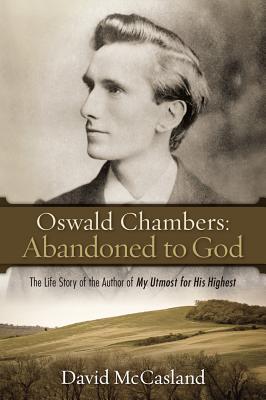 Oswald Chambers:
Abandoned to God
The Life Story of the Author of My Utmost for His Highest
David McCasland